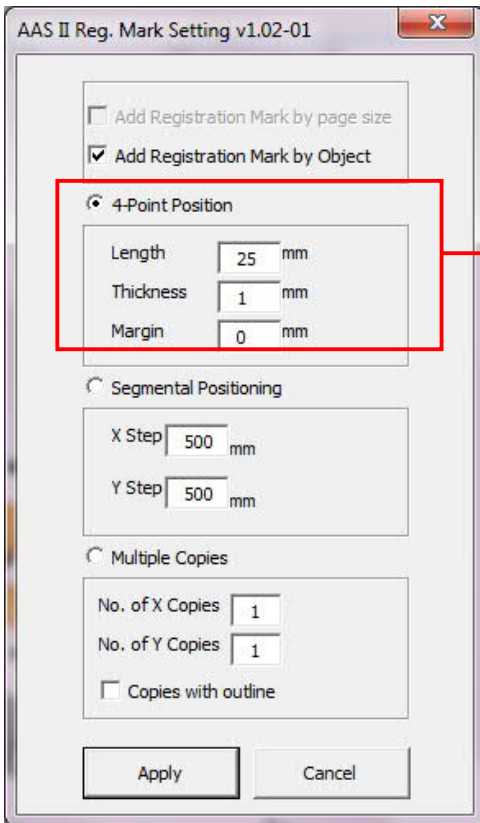 AAS II Reg. Mark Setting v1.02-01
Add Registration Mark by page size
Add Registration Mark by Object
4-Point Position
Length 25 mm
Thickness 1 mm
Margin 0 mm
Segmental Positioning
X Step 500 mm
Y Step 500 mm
Multiple Copies
No. of X Copies 1
No. of Y Copies 1
Copies with outline
Apply Cancel